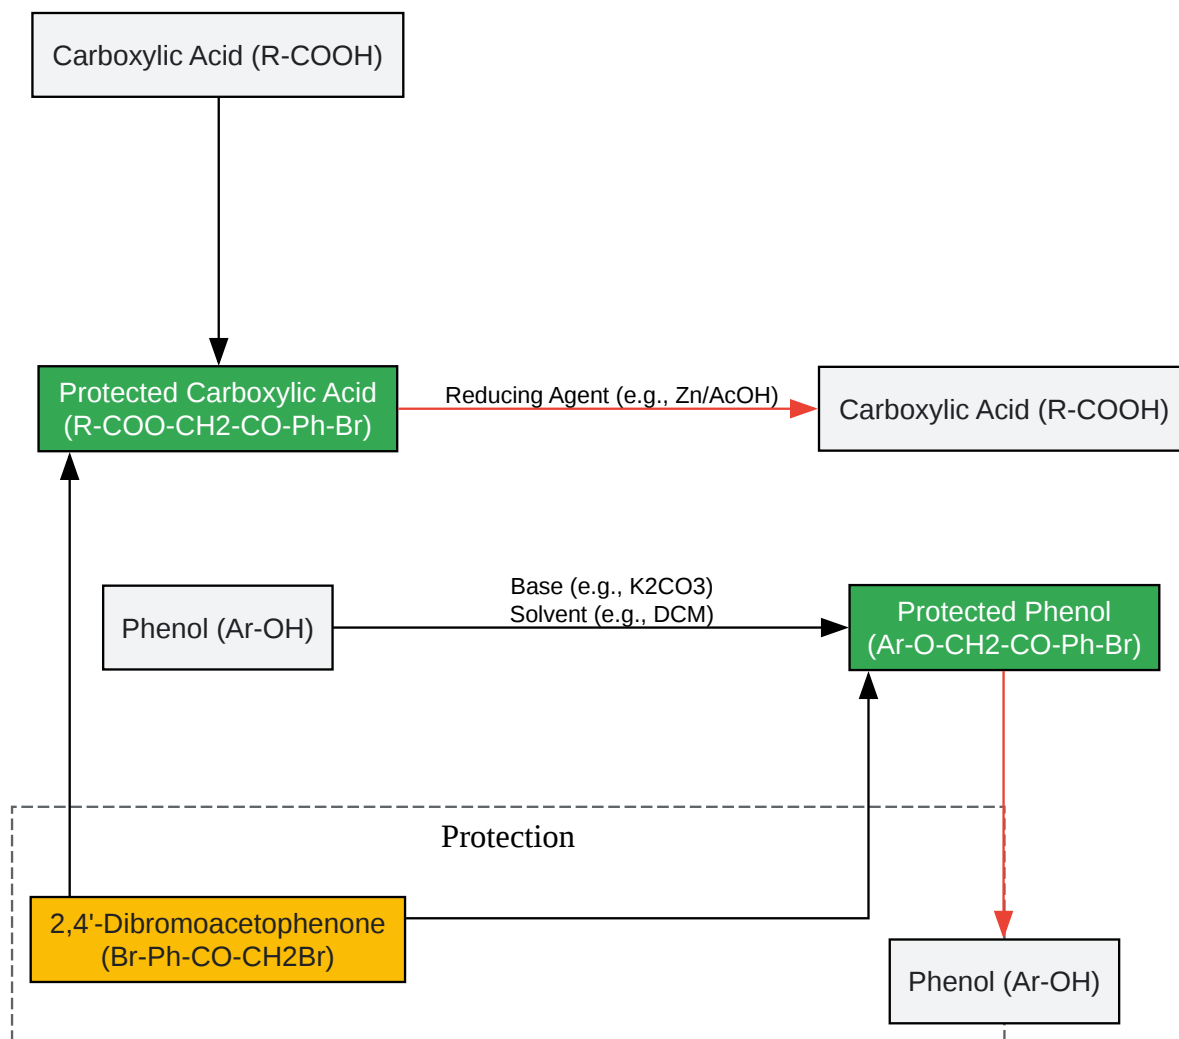 Carboxylic Acid (R-COOH)
Protected Carboxylic Acid
(R-COO-CH2-CO-Ph-Br)
Reducing Agent (e.g., Zn/AcOH)
Carboxylic Acid (R-COOH)
Phenol (Ar-OH)
Base (e.g., K2CO3)
Solvent (e.g., DCM)
Protected Phenol
(Ar-O-CH2-CO-Ph-Br)
Protection
2,4'-Dibromoacetophenone
(Br-Ph-CO-CH2Br)
Phenol (Ar-OH)